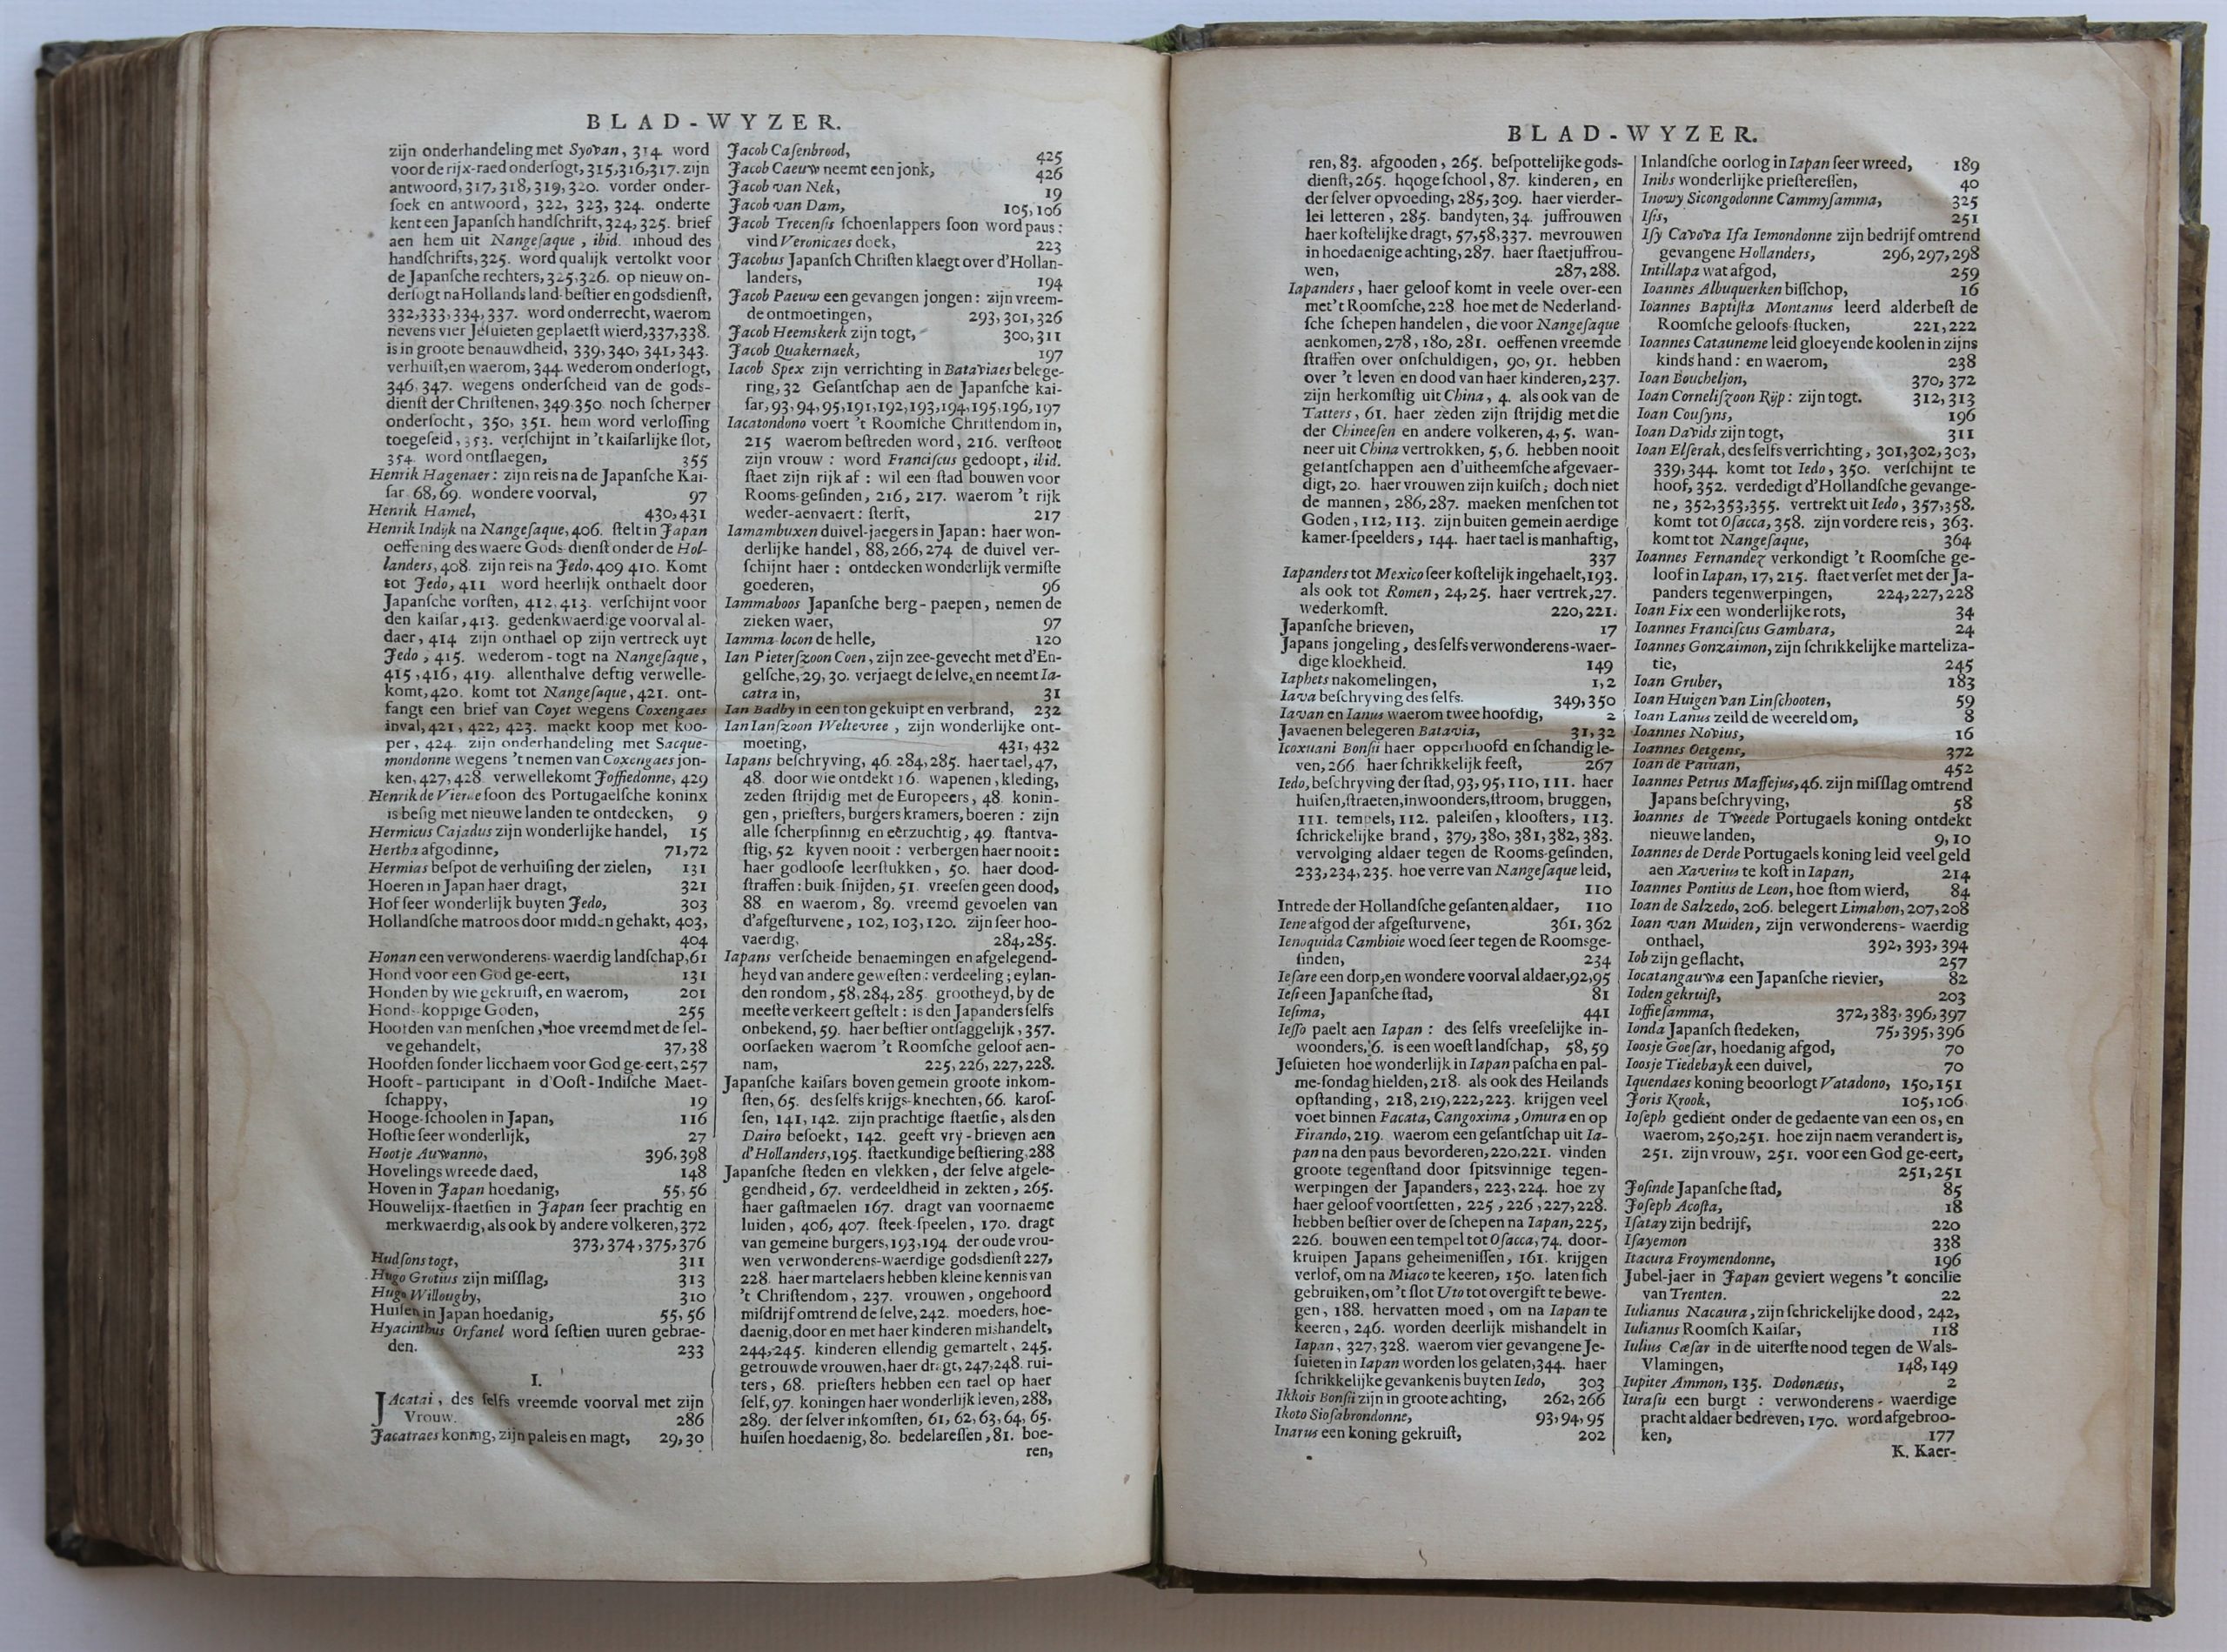 BLAD-WYZER.
zijn onderhandeling met Syovan, 314. word
voor de rijx-raed ondersogt, 315,316,317. zijn
antwoord, 317, 318, 319, 320. vorder onder-
soek en antwoord, 322, 323, 324. onderte
kent een Japansch handschrift, 324, 325. brief
aen hem uit Nangesaque, ibid. inhoud des
handschrifts, 325. word qualijk vertolkt voor
de Japansche rechters, 325,326. op nieuw on-
dersogt na Hollands land-bestier en godsdienst,
332,333,334,337. word onderrecht, waerom
nevens vier Jesuieten geplaetst wierd, 337,338.
is in groote benauwdheid, 339, 340, 341, 343.
verhuist, en waerom, 344. wederom ondersogt,
346, 347. wegens onderscheid van de gods-
dienst der Christenen, 349.350 noch scherper
ondersocht, 350, 351. hem word verlossing
toegeseid, 353. verschijnt in 't kaisarlijke slot,
354. word ontslaegen, 355
Henrik Hagenaer: zijn reis na de Japansche Kai-
sar 68, 69. wondere voorval, 97
Henrik Hamel, 430,431
Henrik Indijk na Nangesaque, 406. stelt in Japan
oeffening des waere Gods-dienst onder de Hol-
landers, 408. zijn reis na Jedo, 409 410. Komt
tot Jedo, 411 word heerlijk onthaelt door
Japansche vorsten, 412.413. verschijnt voor
den kaisar, 413. gedenkwaerdige voorval al-
daer, 414 zijn onthael op zijn vertreck uyt
Jedo, 415. wederom-togt na Nangesaque,
415, 416, 419. allenthalve deftig verwelle-
komt, 420. komt tot Nangesaque, 421. ont-
fangt een brief van Coyet wegens Coxengaes
inval, 421, 422, 423. maekt koop met koo-
per, 424. zijn onderhandeling met Sacque-
mondonne wegens 't nemen van Coxengaes jon-
ken, 427, 428. verwellekomt Joffiedonne, 429
Henrik de Vierde soon des Portugaelsche koninx
is besig met nieuwe landen te ontdecken, 9
Hermicus Cajadus zijn wonderlijke handel, 15
Hertha afgodinne, 71,72
Hermias bespot de verhuising der zielen, 131
Hoeren in Japan haer dragt, 321
Hof seer wonderlijk buyten Jedo, 303
Hollandsche matroos door midden gehakt, 403,
404
Honan een verwonderens-waerdig landschap, 61
Hond voor een God ge-eert, 131
Honden by wie gekruist, en waerom, 201
Hond-koppige Goden, 255
Hoofden van menschen, hoe vreemd met de sel-
ve gehandelt, 37,38
Hoofden sonder licchaem voor God ge-eert, 257
Hooft-participant in d'Oost-Indische Maet-
schappy, 19
Hooge-schoolen in Japan, 116
Hostie seer wonderlijk, 27
Hootje Auwanno, 396,398
Hovelings wreede daed, 148
Hoven in Japan hoedanig, 55,56
Houwelijx-staetsien in Japan seer prachtig en
merkwaerdig, als ook by andere volkeren, 372
373,374,375,376
Hudsons togt, 311
Hugo Grotius zijn misslag, 313
Hugo Willougby, 310
Huisen in Japan hoedanig, 55,56
Hyacinthus Orfanel word sestien uuren gebrae-
den. 233
I.
JAcatai, des selfs vreemde voorval met zijn
Vrouw. 286
Jacatraes koning, zijn paleis en magt, 29,30
Jacob Casenbrood, 425
Jacob Caeuw neemt een jonk, 426
Jacob van Nek, 19
Jacob van Dam, 105,106
Jacob Trecensis schoenlappers soon word paus:
vind Veronicaes doek, 223
Jacobus Japansch Christen klaegt over d'Hollan-
landers, 194
Jacob Paeuw een gevangen jongen: zijn vreem-
de ontmoetingen, 293,301,326
Jacob Heemskerk zijn togt, 300,311
Jacob Quakernaek, 197
Iacob Spex zijn verrichting in Bataviaes belege-
ring, 32 Gesantschap aen de Japansche kai-
sar, 93, 94, 95,191,192,193,194,195,196,197
Iacatondono voert 't Roomsche Christendom in,
215 waerom bestreden word, 216. verstoot
zijn vrouw: word Franciscus gedoopt, ibid.
staet zijn rijk af: wil een stad bouwen voor
Rooms-gesinden, 216, 217. waerom 't rijk
weder-aenvaert: sterft, 217
Iamambuxen duivel-jaegers in Japan: haer won-
derlijke handel, 88,266,274 de duivel ver-
schijnt haer: ontdecken wonderlijk vermiste
goederen, 96
Iammaboos Japansche berg-paepen, nemen de
zieken waer, 97
Iamma-locon de helle, 120
Ian Pieterszoon Coen, zijn zee-gevecht met d'En-
gelsche, 29, 30. verjaegt de selve, en neemt Ia-
catra in, 31
Ian Badby in een ton gekuipt en verbrand, 232
Ian Ianszoon Weltevree, zijn wonderlijke ont-
moeting, 431, 432
Iapans beschryving, 46. 284, 285. haer tael, 47,
48. door wie ontdekt 16. wapenen, kleding,
zeden strijdig met de Europeers, 48. konin-
gen, priesters, burgers kramers, boeren: zijn
alle scherpsinnig en eerzuchtig, 49. stantva-
stig, 52 kyven nooit: verbergen haer nooit:
haer godloose leerstukken, 50. haer dood-
straffen: buik-snijden, 51. vreesen geen dood,
88. en waerom, 89. vreemd gevoelen van
d'afgesturvene, 102, 103, 120. zijn seer hoo-
vaerdig, 284,285.
Iapans verscheide benaemingen en afgelegend-
heyd van andere gewesten: verdeeling; eylan-
den rondom, 58, 284, 285. grootheyd, by de
meeste verkeert gestelt: is den Japanders selfs
onbekend, 59. haer bestier ontsaggelijk, 357.
oorsaeken waerom 't Roomsche geloof aen-
nam, 225, 226, 227, 228.
Japansche kaisars boven gemein groote inkom-
sten, 65. des selfs krijgs-knechten, 66. karos-
sen, 141, 142. zijn prachtige staetsie, als den
Dairo besoekt, 142. geeft vry-brieven aen
d'Hollanders, 195. staetkundige bestiering, 288
Japansche steden en vlekken, der selve afgele-
gendheid, 67. verdeeldheid in zekten, 265.
haer gastmaelen 167. dragt van voornaeme
luiden, 406, 407. steek-speelen, 170. dragt
van gemeine burgers, 193,194 der oude vrou-
wen verwonderens-waerdige godsdienst 227,
228. haer martelaers hebben kleine kennis van
't Christendom, 237. vrouwen, ongehoord
misdrijf omtrend de selve, 242. moeders, hoe-
daenig, door en met haer kinderen mishandelt,
244,245. kinderen ellendig gemartelt, 245.
getrouwde vrouwen, haer dragt, 247,248. rui-
ters, 68. priesters hebben een tael op haer
self, 97. koningen haer wonderlijk leven, 288,
289. der selver inkomsten, 61, 62, 63, 64, 65.
huisen hoedaenig, 80. bedelaressen, 81. boe-
ren,
BLAD-WYZER.
ren, 83. afgooden, 265. bespottelijke gods-
dienst, 265. hooge school, 87. kinderen, en
der selver opvoeding, 285, 309. haer vierder-
lei letteren, 285. bandyten, 34. juffrouwen
haer kostelijke dragt, 57,58,337. mevrouwen
in hoedaenige achting, 287. haer staetjuffrou-
wen, 287, 288.
Iapanders, haer geloof komt in veele over-een
met't Roomsche, 228 hoe met de Nederland-
sche schepen handelen, die voor Nangesaque
aenkomen, 278, 180, 281. oeffenen vreemde
straffen over onschuldigen, 90, 91. hebben
over 't leven en dood van haer kinderen, 237.
zijn herkomstig uit China, 4. als ook van de
Tatters, 61. haer zeden zijn strijdig met die
der Chineesen en andere volkeren, 4, 5. wan-
neer uit China vertrokken, 5, 6. hebben nooit
gesantschappen aen d'uitheemsche afgevaer-
digt, 20. haer vrouwen zijn kuisch; doch niet
de mannen, 286, 287. maeken menschen tot
Goden, 112, 113. zijn buiten gemein aerdige
kamer-speelders, 144. haer tael is manhaftig,
337
Iapanders tot Mexico seer kostelijk ingehaelt, 193.
als ook tot Romen, 24,25. haer vertrek, 27.
wederkomst. 220,221.
Japansche brieven, 17
Japans jongeling, des selfs verwonderens-waer-
dige kloekheid. 149
Iaphets nakomelingen, 1,2
Iava beschryving des selfs. 349,350
Iavan en Ianus waerom twee hoofdig, 2
Javaenen belegeren Batavia, 31,32
Icoxuani Bonsii haer opperhoofd en schandig le-
ven, 266 haer schrikkelijk feest, 267
Iedo, beschryving der stad, 93, 95, 110, 111. haer
huisen, straeten, inwoonders, stroom, bruggen,
111. tempels, 112. paleisen, kloosters, 113.
schrickelijke brand, 379, 380, 381, 382, 383.
vervolging aldaer tegen de Rooms-gesinden,
233, 234, 235. hoe verre van Nangesaque leid,
110
Intrede der Hollandsche gesanten aldaer, 110
Iene afgod der afgesturvene, 361, 362
Ienoquida Cambioie woed seer tegen de Roomsge-
sinden, 234
Iesare een dorp, en wondere voorval aldaer, 92,95
Iesi een Japansche stad, 81
Iesima, 441
Iesso paelt aen Iapan: des selfs vreeselijke in-
woonders, 6. is een woest landschap, 58, 59
Jesuieten hoe wonderlijk in Iapan pascha en pal-
me-sondag hielden, 218. als ook des Heilands
opstanding, 218, 219, 222, 223. krijgen veel
voet binnen Facata, Cangoxima, Omura en op
Firando, 219. waerom een gesantschap uit Ia-
pan na den paus bevorderen, 220,221. vinden
groote tegenstand door spitsvinnige tegen-
werpingen der Japanders, 223, 224. hoe zy
haer geloof voortsetten, 225, 226, 227, 228.
hebben bestier over de schepen na Iapan, 225,
226. bouwen een tempel tot Osacca, 74. door-
kruipen Japans geheimenissen, 161. krijgen
verlof, om na Miaco te keeren, 150. laten sich
gebruiken, om 't slot Uto tot overgift te bewe-
gen, 188. hervatten moed, om na Iapan te
keeren, 246. worden deerlijk mishandelt in
Iapan, 327, 328. waerom vier gevangene Je-
suieten in Iapan worden los gelaten, 344. haer
schrikkelijke gevankenis buyten Iedo, 303
Ikkois Bonsii zijn in groote achting, 262, 266
Ikoto Siosabrondonne, 93,94,95
Inarus een koning gekruist, 202
Inlandsche oorlog in Iapan seer wreed, 189
Inibs wonderlijke priesteressen, 40
Inowy Sicongodonne Cammysamma, 325
Isis, 251
Isy Cavova Isa Iemondonne zijn bedrijf omtrend
gevangene Hollanders, 296, 297, 298
Intillapa wat afgod, 259
Ioannes Albuquerken bisschop, 16
Ioannes Baptista Montanus leerd alderbest de
Roomsche geloofs-stucken, 221, 222
Ioannes Catauneme leid gloeyende koolen in zijns
kinds hand: en waerom, 238
Ioan Boucheljon, 370, 372
Ioan Corneliszoon Rijp: zijn togt. 312, 313
Ioan Cousyns, 196
Ioan Davids zijn togt, 311
Ioan Elserak, des selfs verrichting, 301,302,303,
339,344. komt tot Iedo, 350. verschijnt te
hoof, 352. verdedigt d'Hollandsche gevange-
ne, 352,353,355. vertrekt uit Iedo, 357,358.
komt tot Osacca, 358. zijn vordere reis, 363.
komt tot Nangesaque, 364
Ioannes Fernandez verkondigt 't Roomsche ge-
loof in Iapan, 17, 215. staet verset met der Ja-
panders tegenwerpingen, 224,227,228
Ioan Fix een wonderlijke rots, 34
Ioannes Franciscus Gambara, 24
Ioannes Gonzaimon, zijn schrikkelijke marteliza-
tie, 245
Ioan Gruber, 183
Ioan Huigen van Linschooten, 59
Ioan Lanus zeild de weereld om, 8
Ioannes Novius, 16
Ioannes Oetgens, 372
Ioan de Patuan, 452
Ioannes Petrus Maffejus, 46. zijn misslag omtrend
Japans beschryving, 58
Ioannes de Tweede Portugaels koning ontdekt
nieuwe landen, 9, 10
Ioannes de Derde Portugaels koning leid veel geld
aen Xaverius te kost in Iapan, 214
Ioannes Pontius de Leon, hoe stom wierd, 84
Ioan de Salzedo, 206. belegert Limahon, 207, 208
Ioan van Muiden, zijn verwonderens-waerdig
onthael, 392, 393, 394
Iob zijn geslacht, 257
Iocatangauwa een Japansche rievier, 82
Ioden gekruist, 203
Ioffiesamma, 372, 383, 396, 397
Ionda Japansch stedeken, 75, 395, 396
Ioosje Goesar, hoedanig afgod, 70
Ioosje Tiedebayk een duivel, 70
Iquendaes koning beoorlogt Vatadono, 150,151
Joris Krook, 105,106
Ioseph gedient onder de gedaente van een os, en
waerom, 250, 251. hoe zijn naem verandert is,
251. zijn vrouw, 251. voor een God ge-eert,
251,251
Josinde Japansche stad, 85
Joseph Acosta, 18
Isatay zijn bedrijf, 220
Isayemon 338
Itacura Froymendonne, 196
Jubel-jaer in Japan geviert wegens 't concilie
van Trenten. 22
Iulianus Nacaura, zijn schrickelijke dood, 242,
Iulianus Roomsch Kaisar, 118
Iulius Cæsar in de uiterste nood tegen de Wals-
Vlamingen, 148, 149
Iupiter Ammon, 135. Dodonæus, 2
Iurasu een burgt: verwonderens-waerdige
pracht aldaer bedreven, 170. word afgebroo-
ken, 177
K. Kaer-